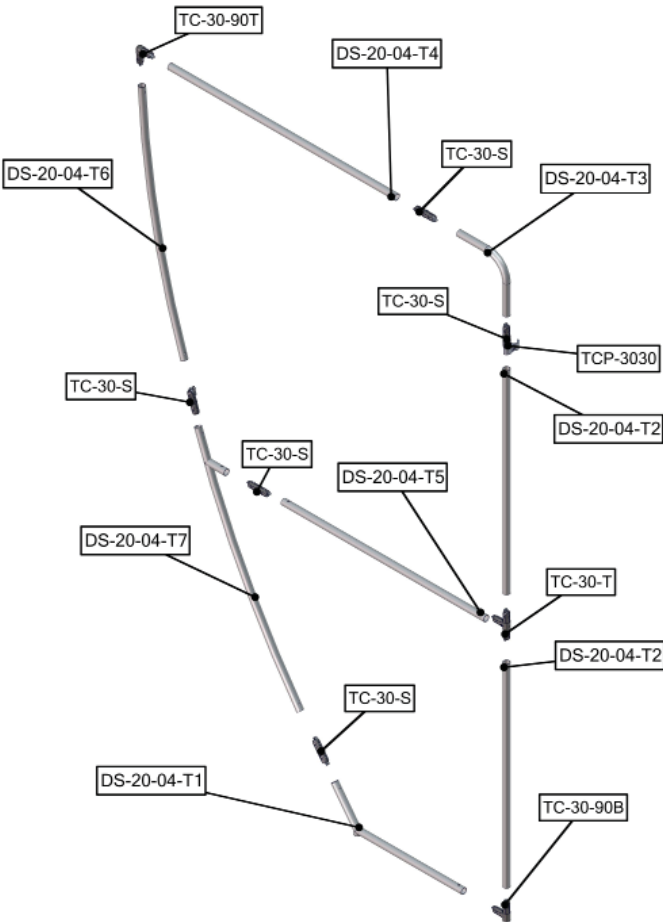 TC-30-90T
DS-20-04-T4
TC-30-S
DS-20-04-T6
DS-20-04-T3
TC-30-S
TCP-3030
TC-30-S
DS-20-04-T2
TC-30-S
DS-20-04-T5
DS-20-04-T7
TC-30-T
DS-20-04-T2
TC-30-S
DS-20-04-T1
TC-30-90B